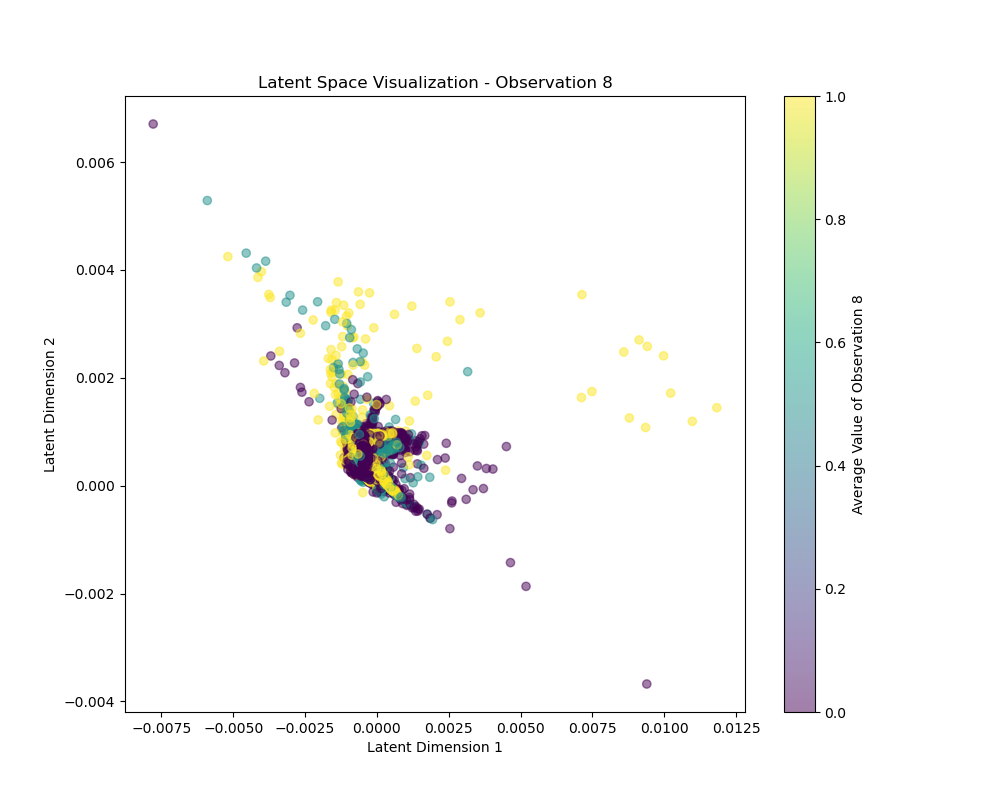 Latent Space Visualization - Observation 8
Latent Dimension 2
0.006
0.004
0.002
0.000
−0.002
−0.004
−0.0075 −0.0050 −0.0025 0.0000 0.0025 0.0050 0.0075 0.0100 0.0125
Latent Dimension 1
1.0
0.8
0.6
0.4
0.2
0.0
Average Value of Observation 8